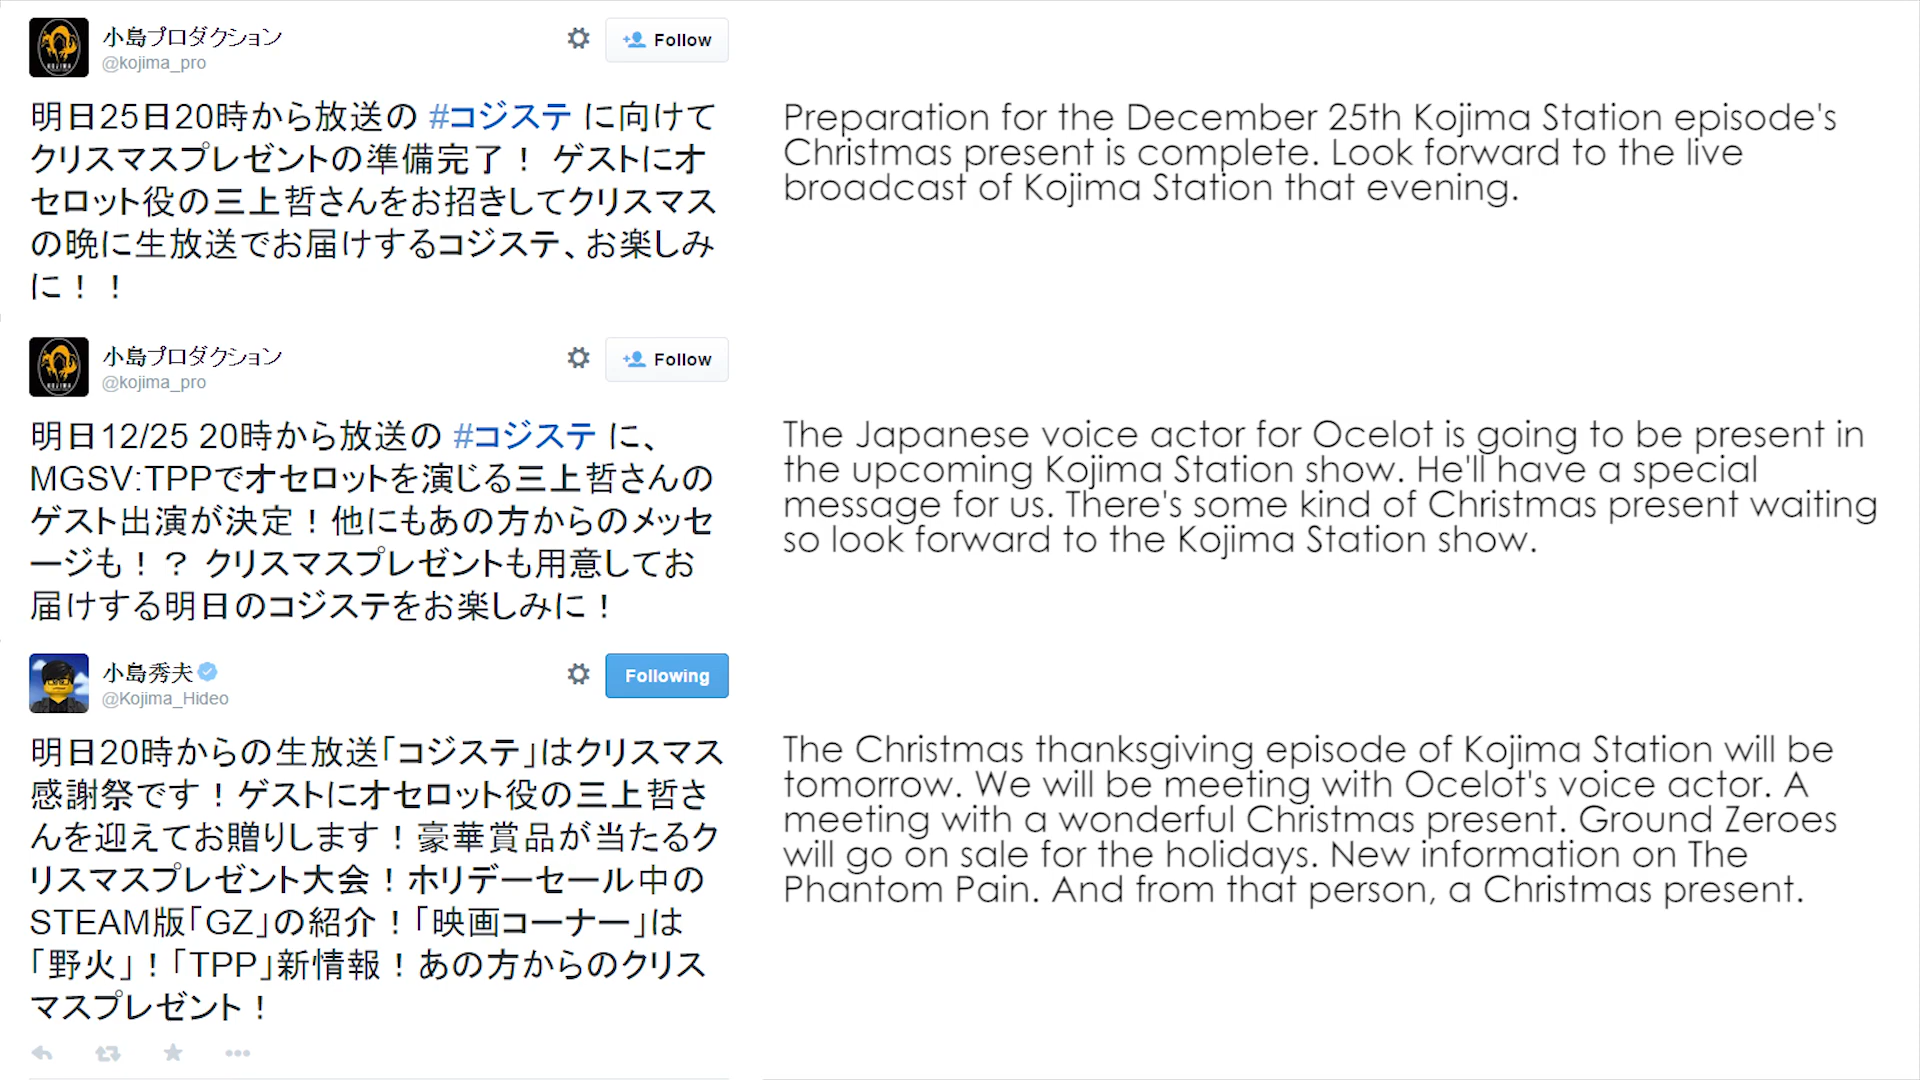 小島プロダクション
@kojima_pro
Follow
明日25日20時から放送の #コジステ に向けて
クリスマスプレゼントの準備完了！ ゲストにオ
セロット役の三上哲さんをお招きしてクリスマス
の晩に生放送でお届けするコジステ、お楽しみ
に！！
Preparation for the December 25th Kojima Station episode's
Christmas present is complete. Look forward to the live
broadcast of Kojima Station that evening.
小島プロダクション
@kojima_pro
Follow
明日12/25 20時から放送の #コジステ に、
MGSV:TPPでオセロットを演じる三上哲さんの
ゲスト出演が決定！他にもあの方からのメッセ
ージも！？ クリスマスプレゼントも用意してお
届けする明日のコジステをお楽しみに！
The Japanese voice actor for Ocelot is going to be present in
the upcoming Kojima Station show. He'll have a special
message for us. There's some kind of Christmas present waiting
so look forward to the Kojima Station show.
小島秀夫
@Kojima_Hideo
Following
明日20時からの生放送｢コジステ｣はクリスマス
感謝祭です！ゲストにオセロット役の三上哲さ
んを迎えてお贈りします！豪華賞品が当たるク
リスマスプレゼント大会！ホリデーセール中の
STEAM版｢GZ｣の紹介！｢映画コーナー｣は
｢野火｣！｢TPP｣新情報！あの方からのクリス
マスプレゼント！
The Christmas thanksgiving episode of Kojima Station will be
tomorrow. We will be meeting with Ocelot's voice actor. A
meeting with a wonderful Christmas present. Ground Zeroes
will go on sale for the holidays. New information on The
Phantom Pain. And from that person, a Christmas present.